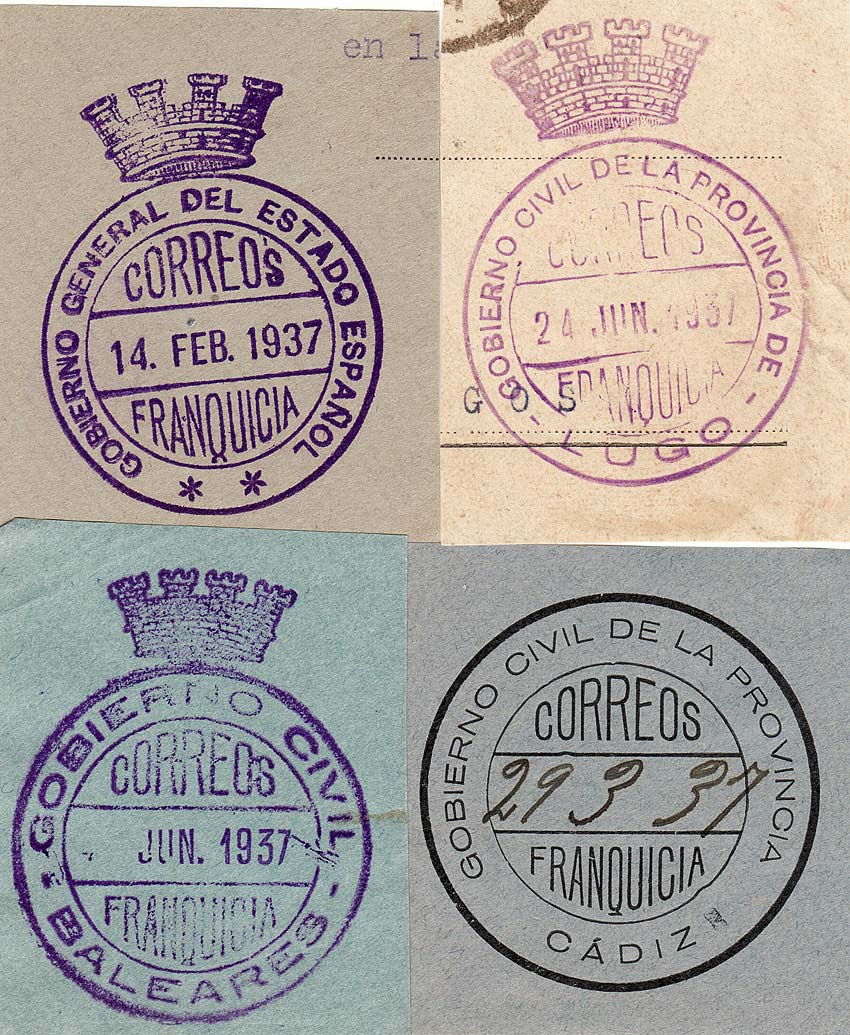 en la
GOBIERNO GENERAL DEL ESTADO ESPAÑOL
CORREOS
14. FEB. 1937
FRANQUICIA
* *
GOBIERNO CIVIL DE LA PROVINCIA DE
- LUGO -
CORREOS
24 JUN. 1937
FRANQUICIA
G O S
GOBIERNO CIVIL
- BALEARES -
CORREOS
JUN. 1937
FRANQUICIA
GOBIERNO CIVIL DE LA PROVINCIA
CÁDIZ
CORREOS
29 3 37
FRANQUICIA